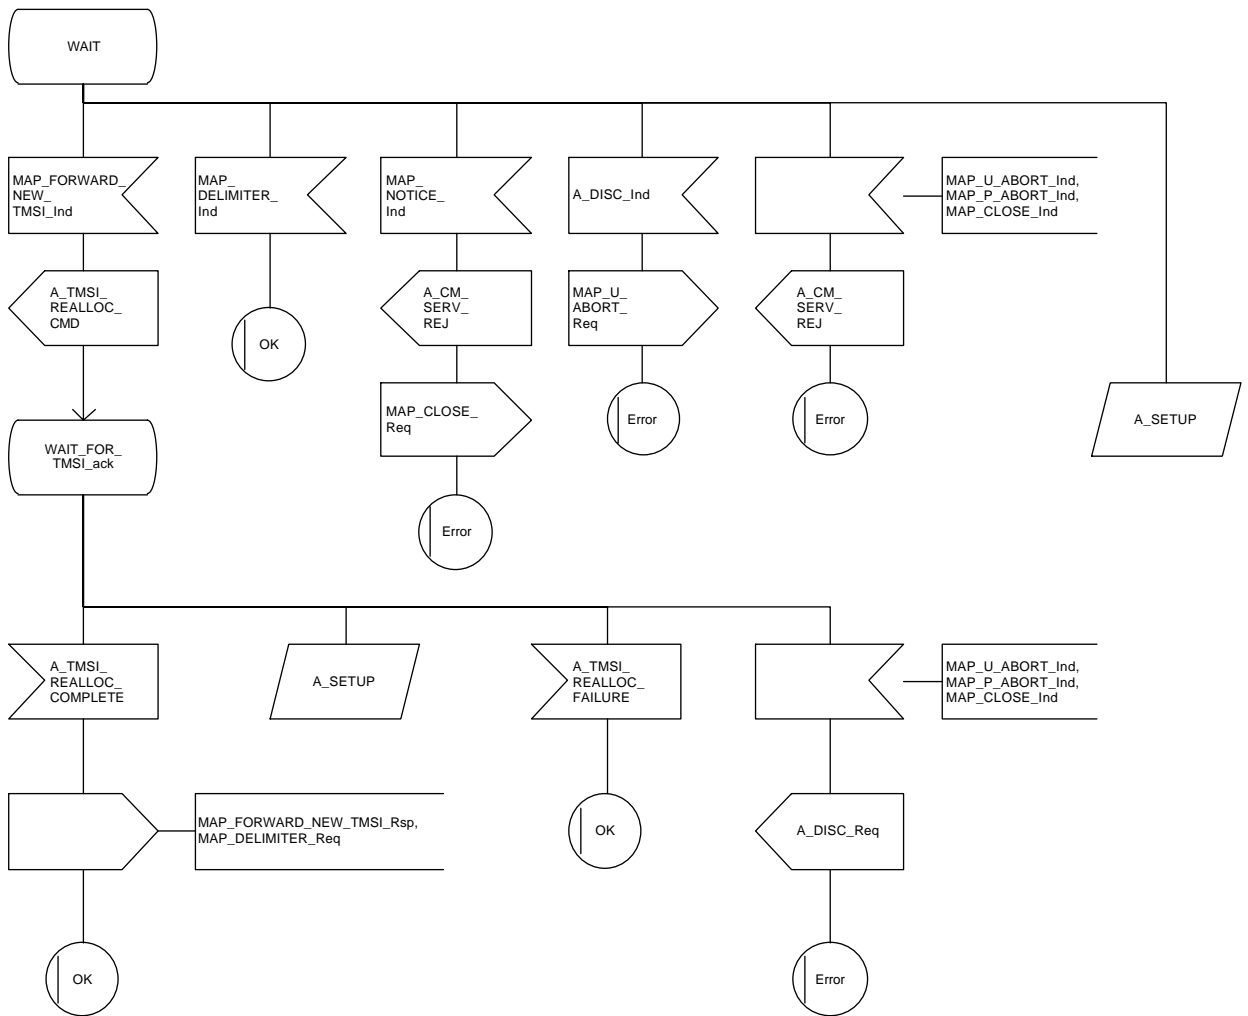 WAIT
MAP_FORWARD_
NEW_
TMSI_Ind
MAP_
DELIMITER_
Ind
MAP_
NOTICE_
Ind
A_DISC_Ind
MAP_U_ABORT_Ind,
MAP_P_ABORT_Ind,
MAP_CLOSE_Ind
A_TMSI_
REALLOC_
CMD
OK
A_CM_
SERV_
REJ
MAP_U_
ABORT_
Req
A_CM_
SERV_
REJ
MAP_CLOSE_
Req
Error
Error
A_SETUP
WAIT_FOR_
TMSI_ack
Error
A_TMSI_
REALLOC_
COMPLETE
A_SETUP
A_TMSI_
REALLOC_
FAILURE
MAP_U_ABORT_Ind,
MAP_P_ABORT_Ind,
MAP_CLOSE_Ind
MAP_FORWARD_NEW_TMSI_Rsp,
MAP_DELIMITER_Req
OK
A_DISC_Req
OK
Error